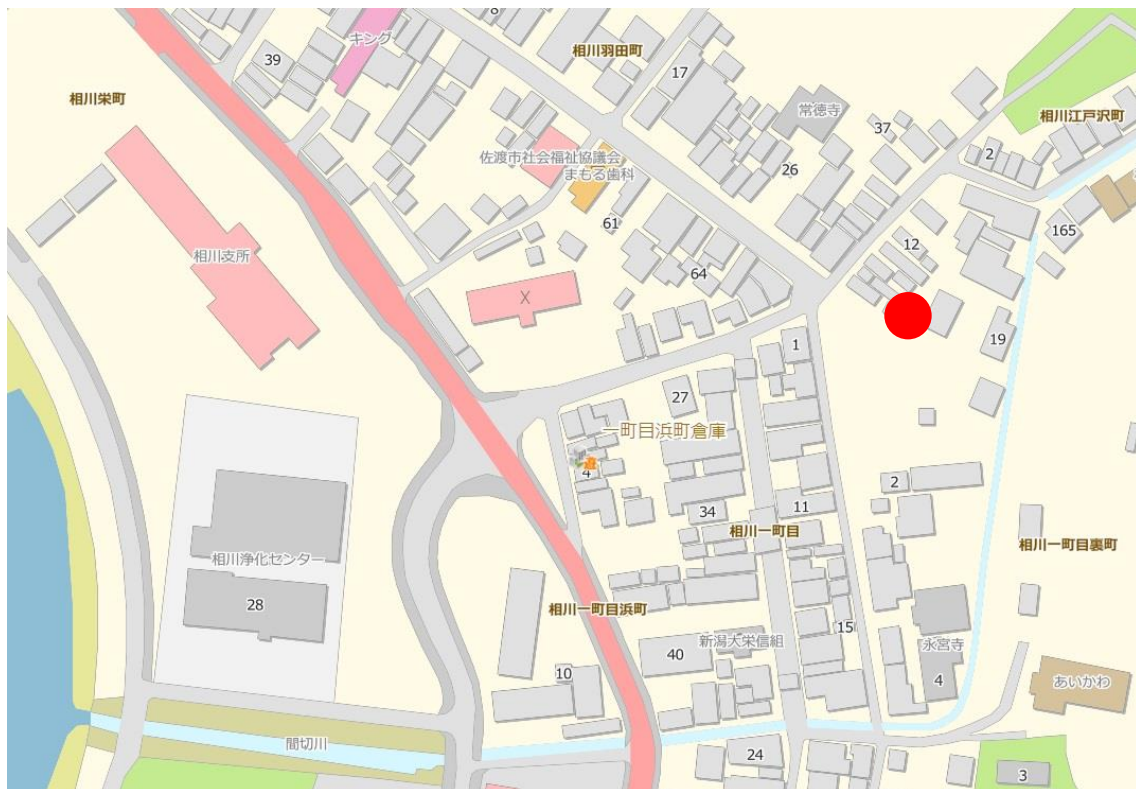 8
キング
39
相川羽田町
17
相川栄町
常徳寺
37
相川江戸沢町
2
佐渡市社会福祉協議会
まもる歯科
26
61
165
12
相川支所
64
X
19
1
27
一町目浜町倉庫
4
2
34
11
相川一町目
相川一町目裏町
相川浄化センター
28
相川一町目浜町
15
新潟大栄信組
永宮寺
40
10
4
あいかわ
間切川
24
3